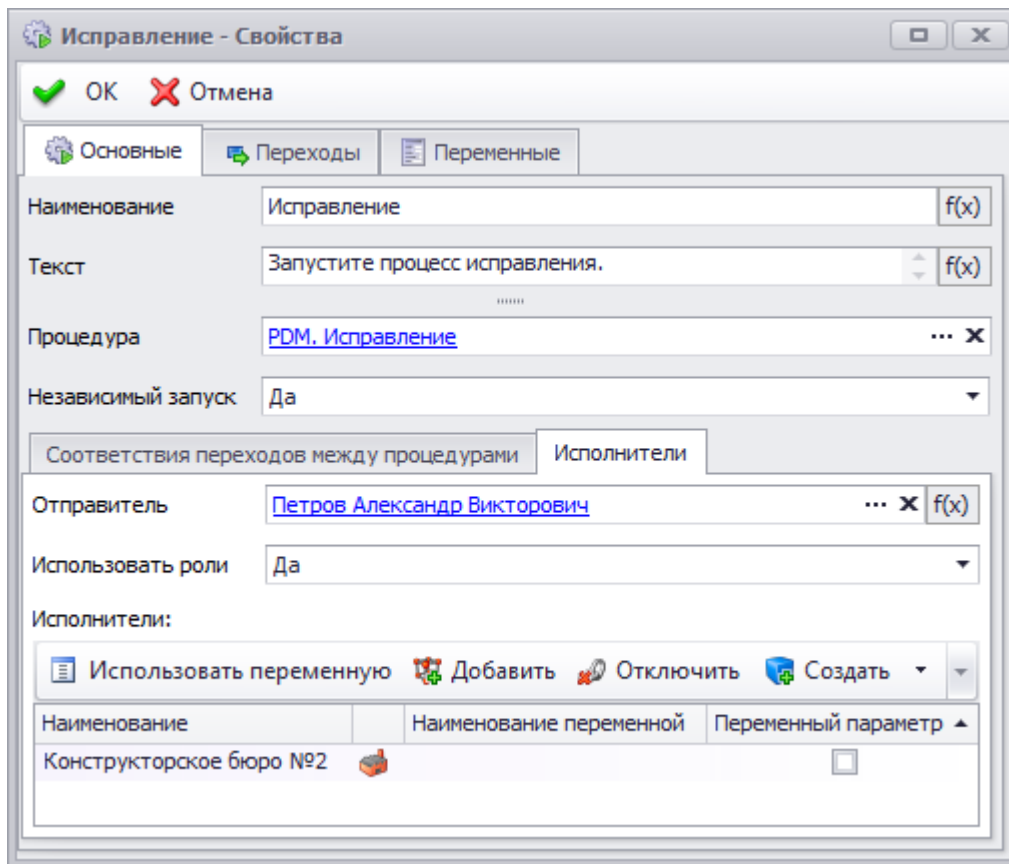 Исправление - Свойства
ОК Отмена
Основные Переходы Переменные
Наименование Исправление f(x)
Текст Запустите процесс исправления. f(x)
Процедура PDM. Исправление
Независимый запуск Да
Соответствия переходов между процедурами Исполнители
Отправитель Петров Александр Викторович f(x)
Использовать роли Да
Исполнители:
Использовать переменную Добавить Отключить Создать
Наименование Наименование переменной Переменный параметр
Конструкторское бюро №2